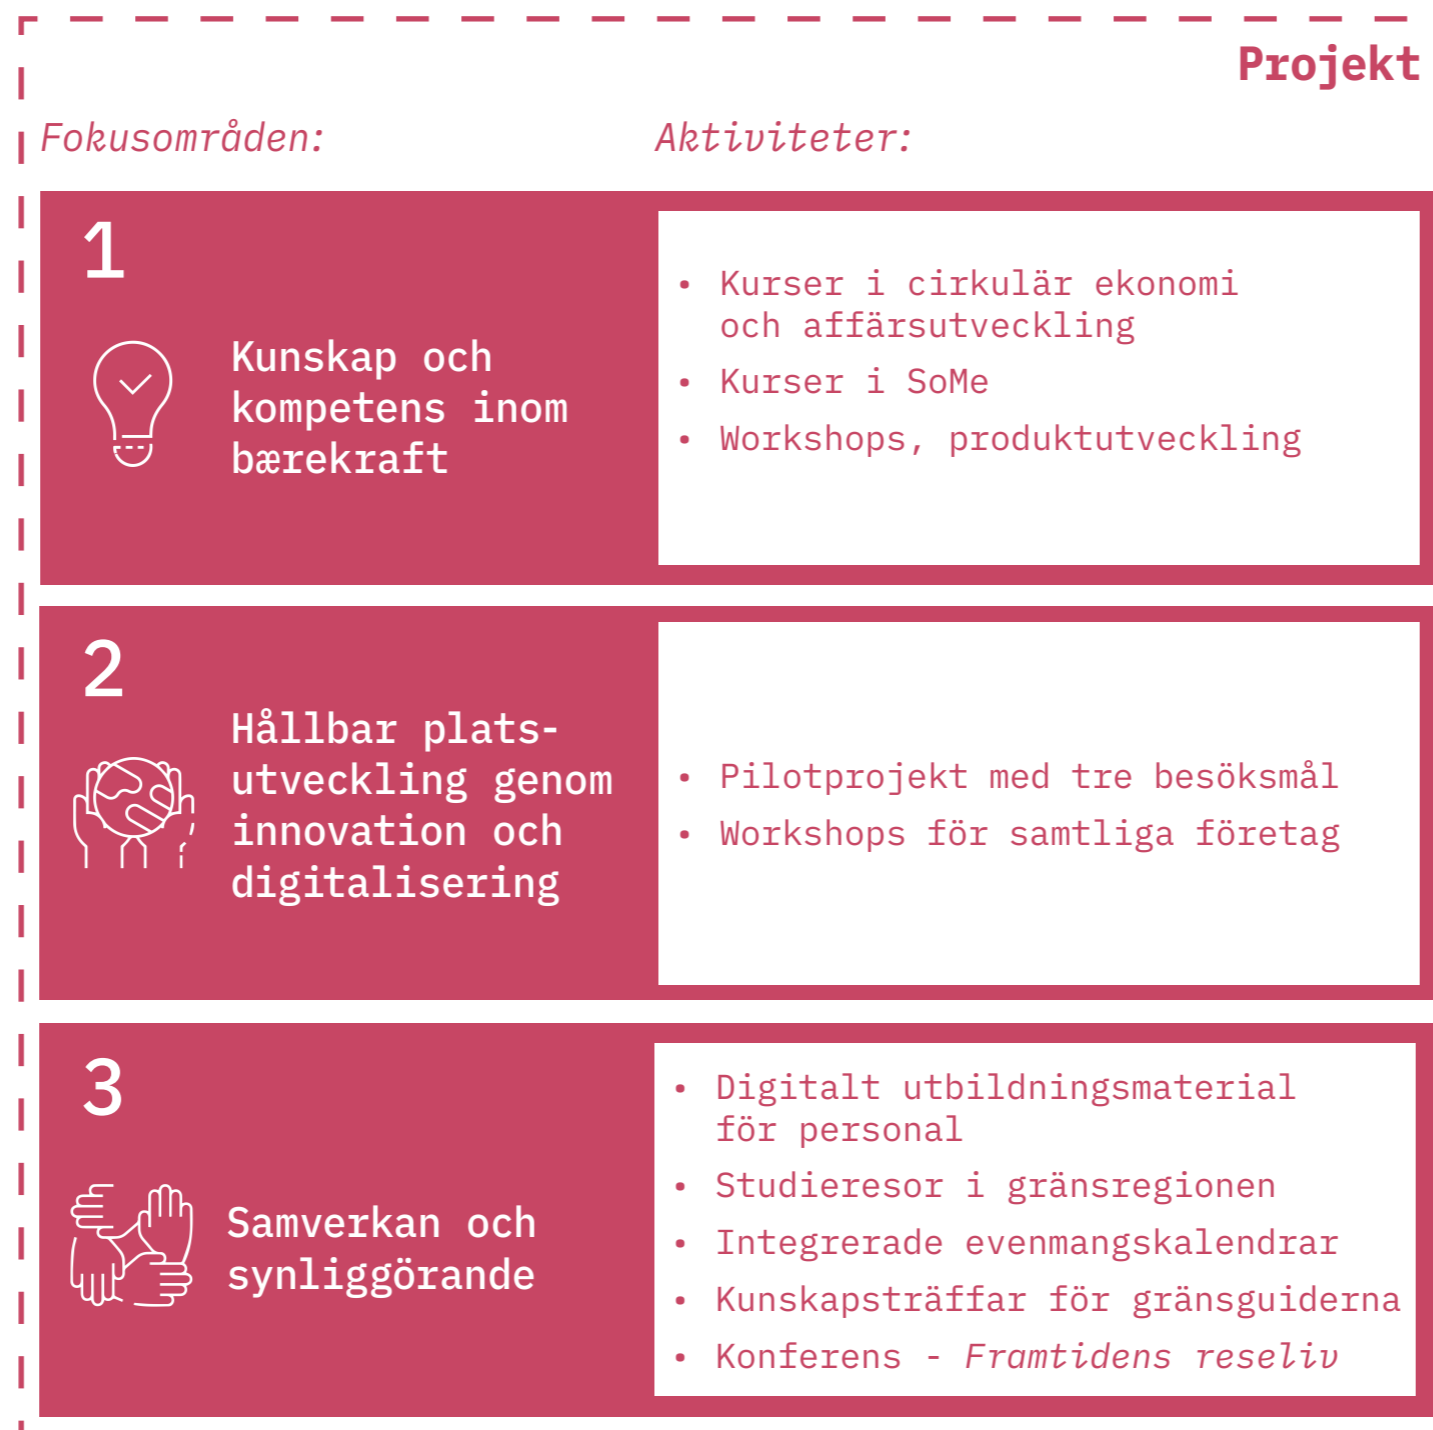 Projekt
Fokusområden:
Aktiviteter:
1
Kunskap och
kompetens inom
bærekraft
• Kurser i cirkulär ekonomi
och affärsutveckling
• Kurser i SoMe
• Workshops, produktutveckling
2
Hållbar plats-
utveckling genom
innovation och
digitalisering
• Pilotprojekt med tre besöksmål
• Workshops för samtliga företag
3
Samverkan och
synliggörande
• Digitalt utbildningsmaterial
för personal
• Studieresor i gränsregionen
• Integrerade evenmangskalendrar
• Kunskapsträffar för gränsguiderna
• Konferens - Framtidens reseliv